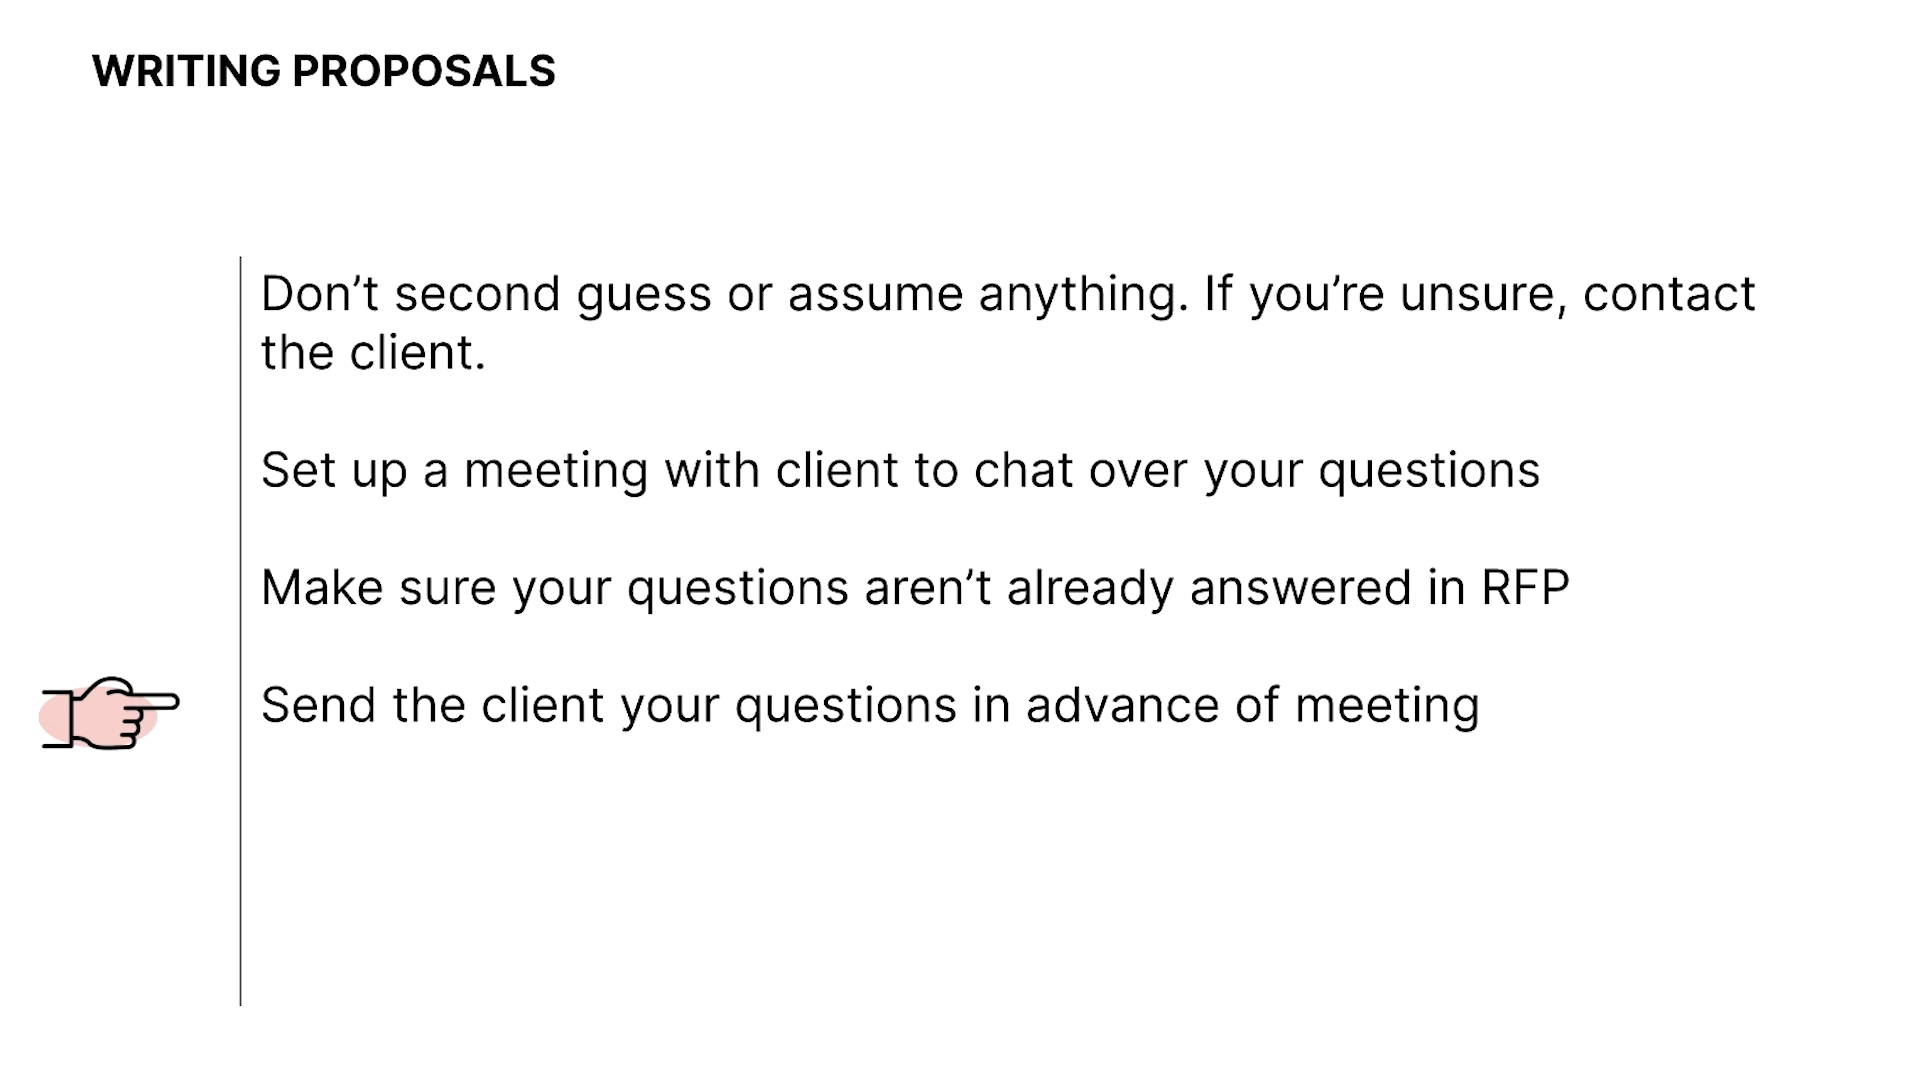 WRITING PROPOSALS
Don’t second guess or assume anything. If you’re unsure, contact
the client.
Set up a meeting with client to chat over your questions
Make sure your questions aren’t already answered in RFP
Send the client your questions in advance of meeting